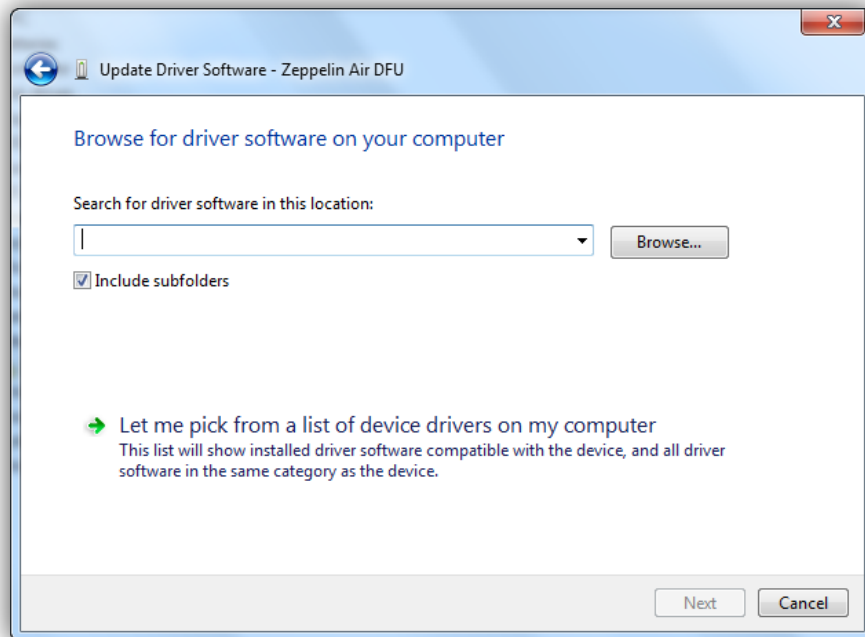 Update Driver Software - Zeppelin Air DFU
Browse for driver software on your computer
Search for driver software in this location:
Browse...
Include subfolders
Let me pick from a list of device drivers on my computer
This list will show installed driver software compatible with the device, and all driver
software in the same category as the device.
Next
Cancel